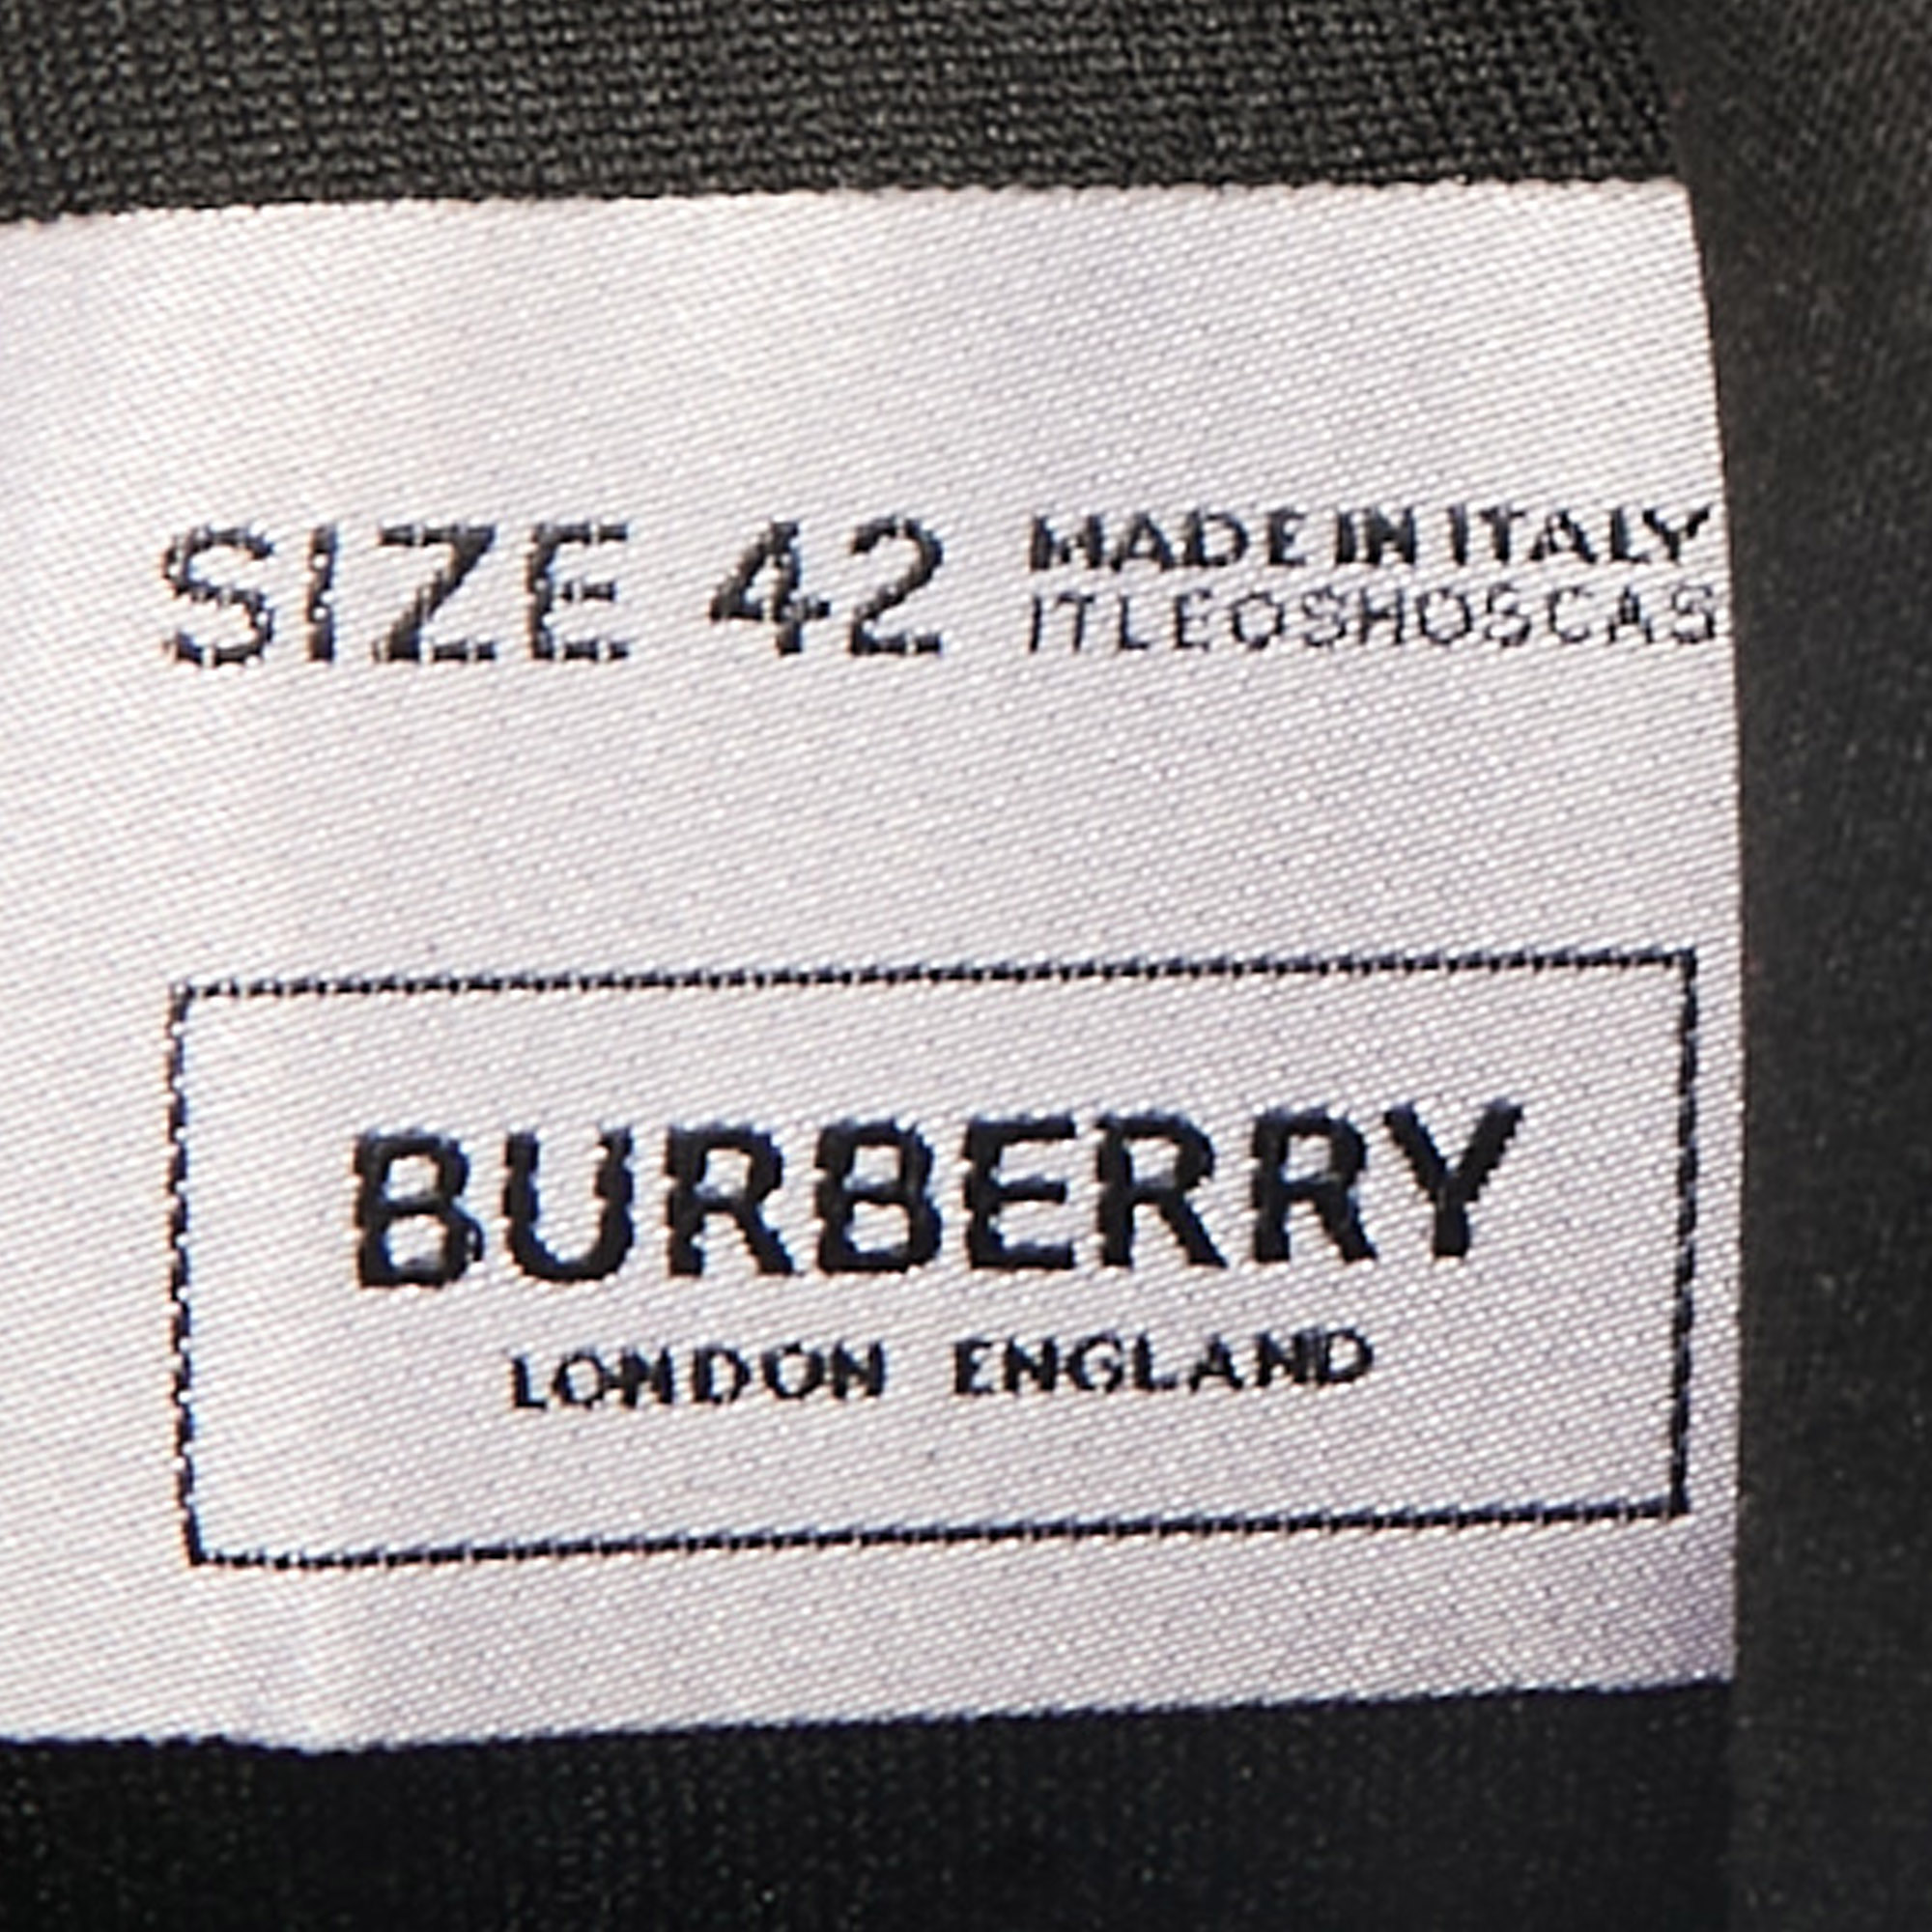 SIZE 42 MADE IN ITALY
ITLEOSHOSCAS
BURBERRY
LONDON ENGLAND